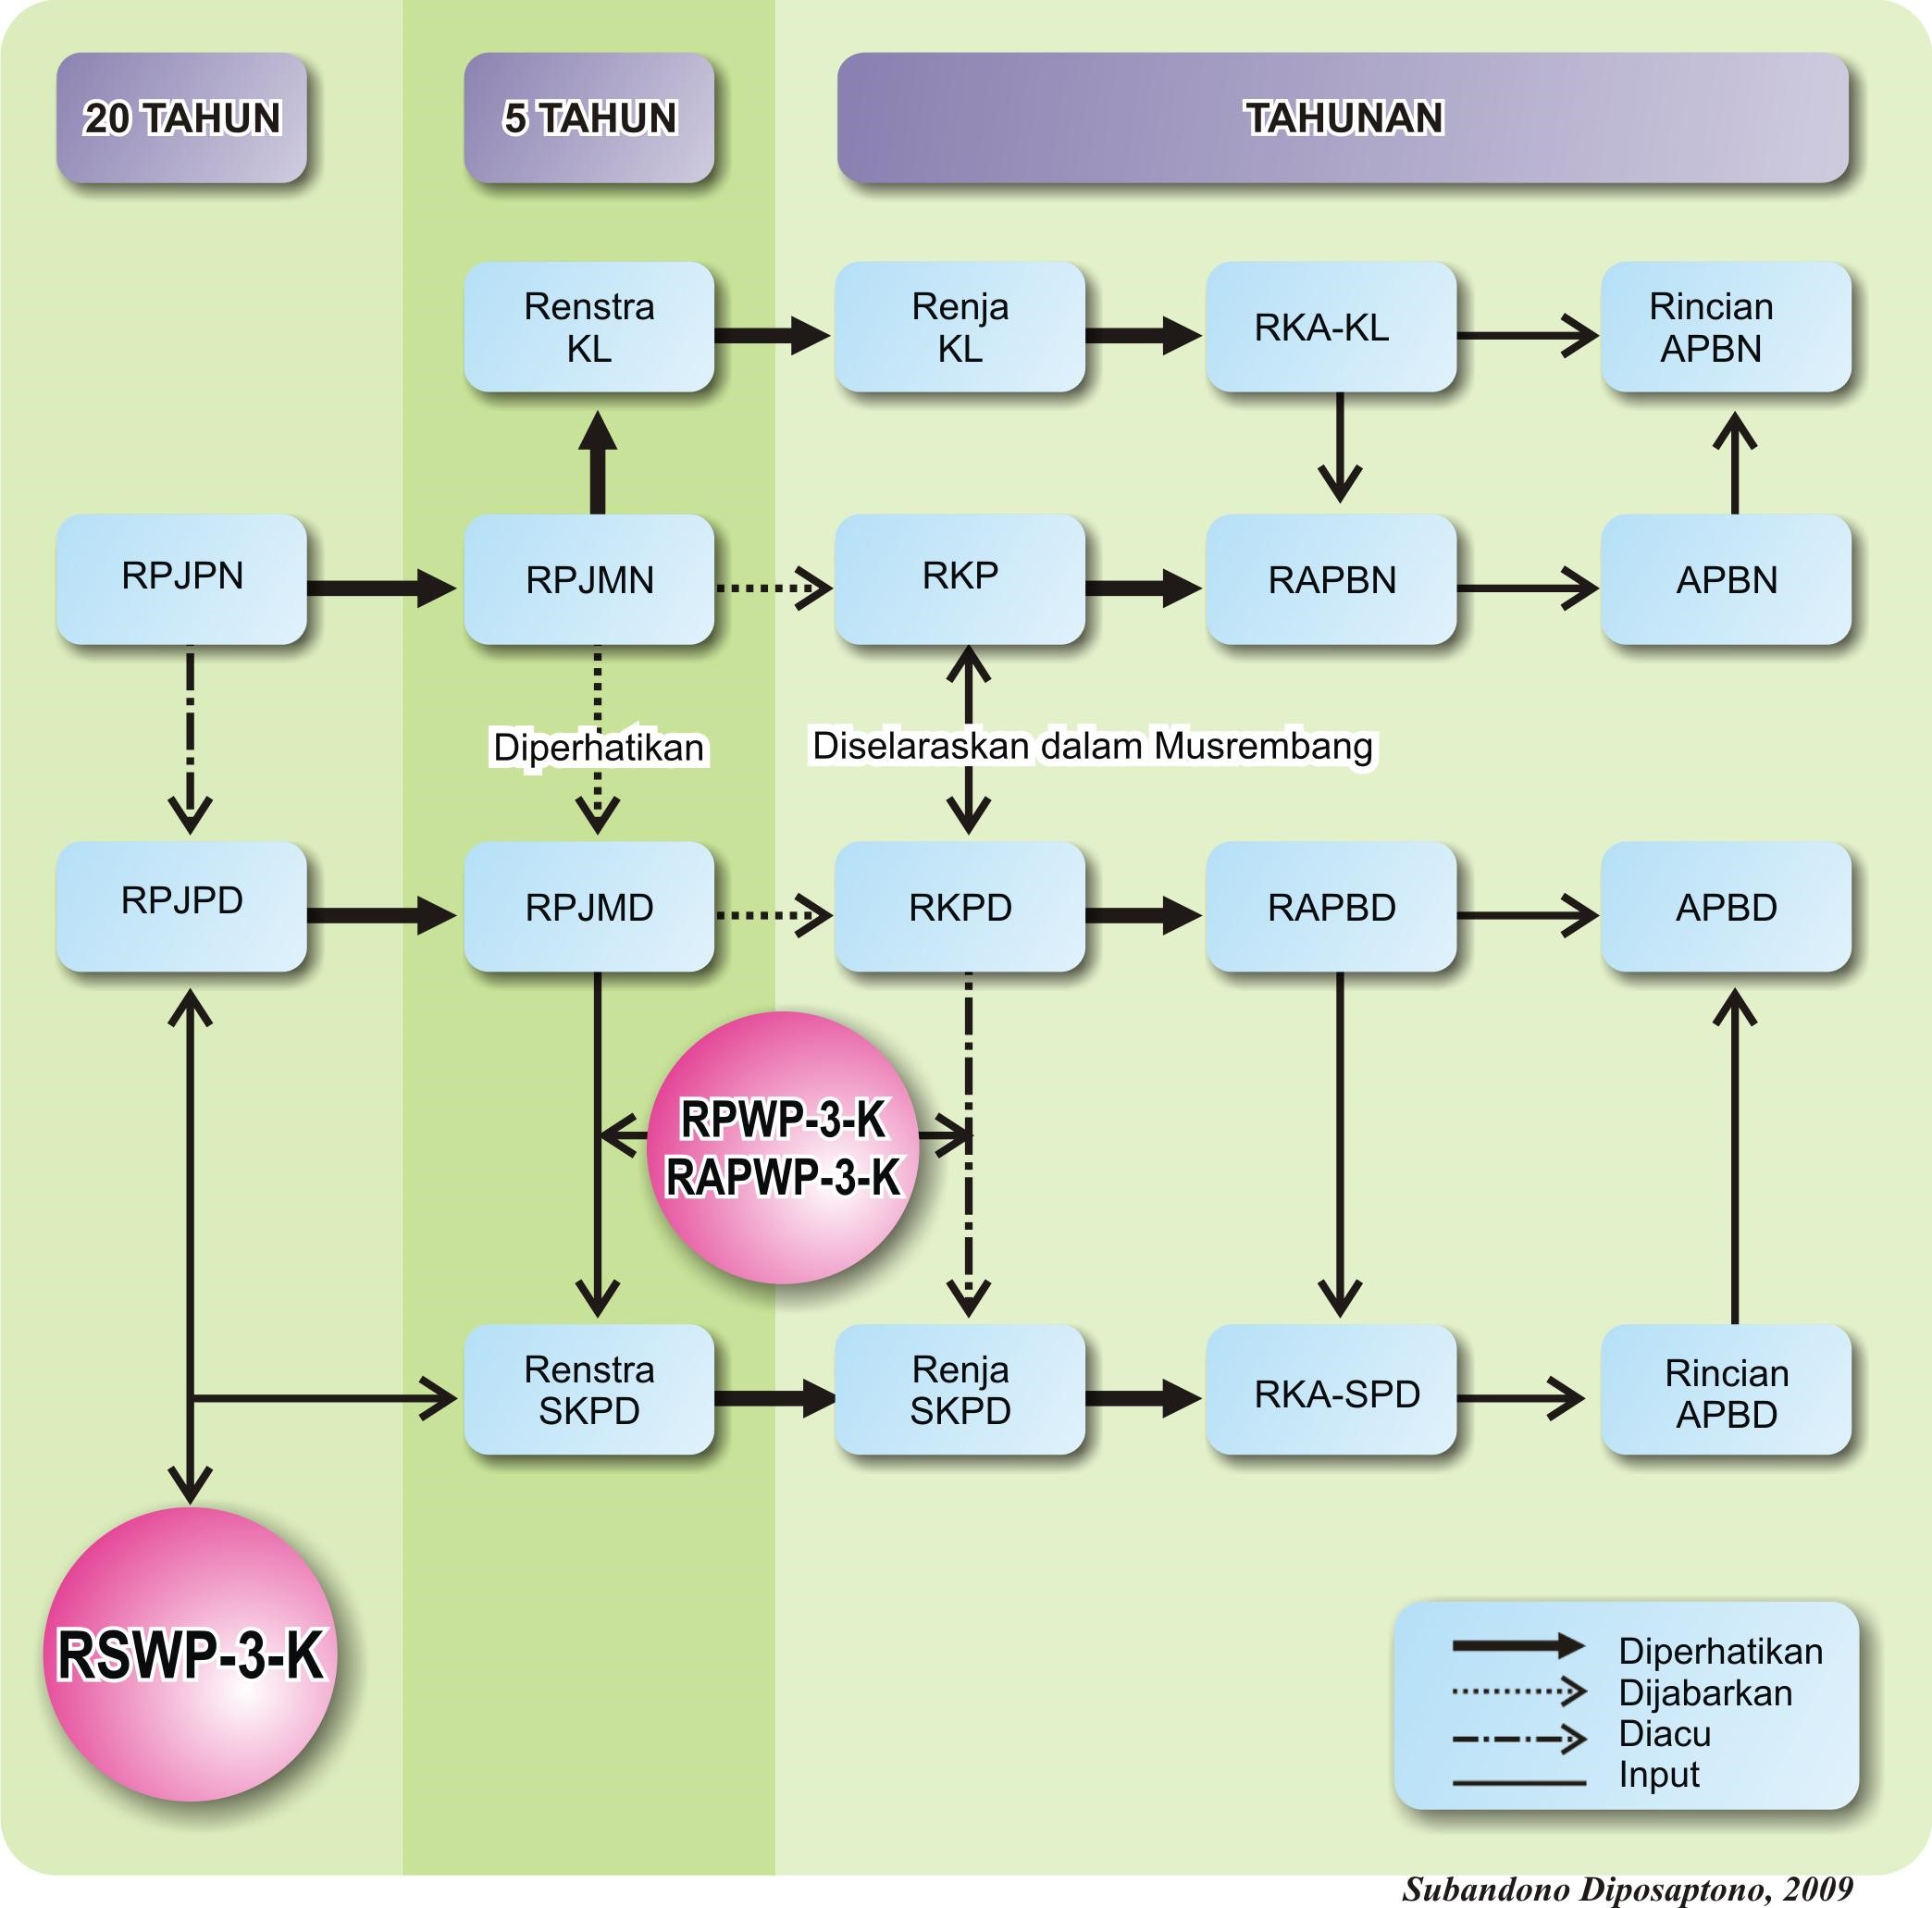 20 TAHUN
5 TAHUN
TAHUNAN
Renstra
KL
Renja
KL
RKA-KL
Rincian
APBN
RPJPN
RPJMN
RKP
RAPBN
APBN
Diperhatikan
Diselaraskan dalam Musrembang
RPJPD
RPJMD
RKPD
RAPBD
APBD
RPWP-3-K
RAPWP-3-K
Renstra
SKPD
Renja
SKPD
RKA-SPD
Rincian
APBD
RSWP-3-K
Diperhatikan
Dijabarkan
Diacu
Input
Subandono Diposaptono, 2009